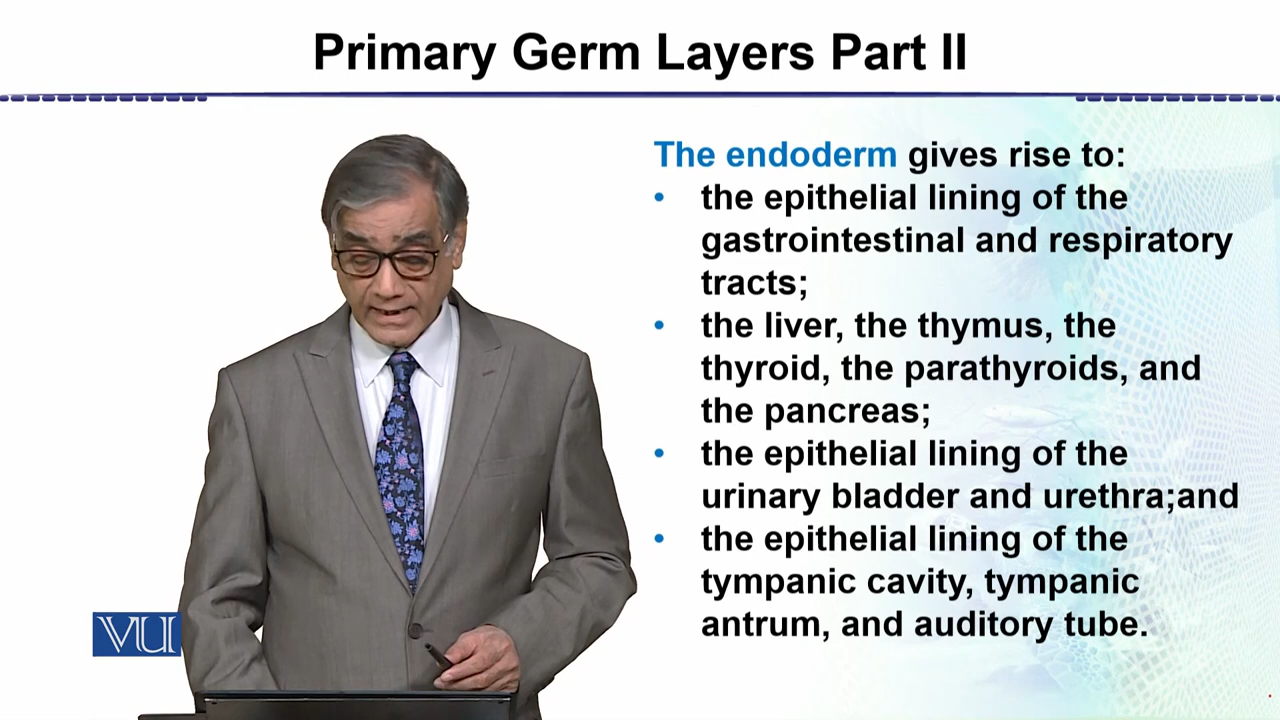 Primary Germ Layers Part II
The endoderm gives rise to:
• the epithelial lining of the
gastrointestinal and respiratory
tracts;
• the liver, the thymus, the
thyroid, the parathyroids, and
the pancreas;
• the epithelial lining of the
urinary bladder and urethra;and
• the epithelial lining of the
tympanic cavity, tympanic
antrum, and auditory tube.
VU